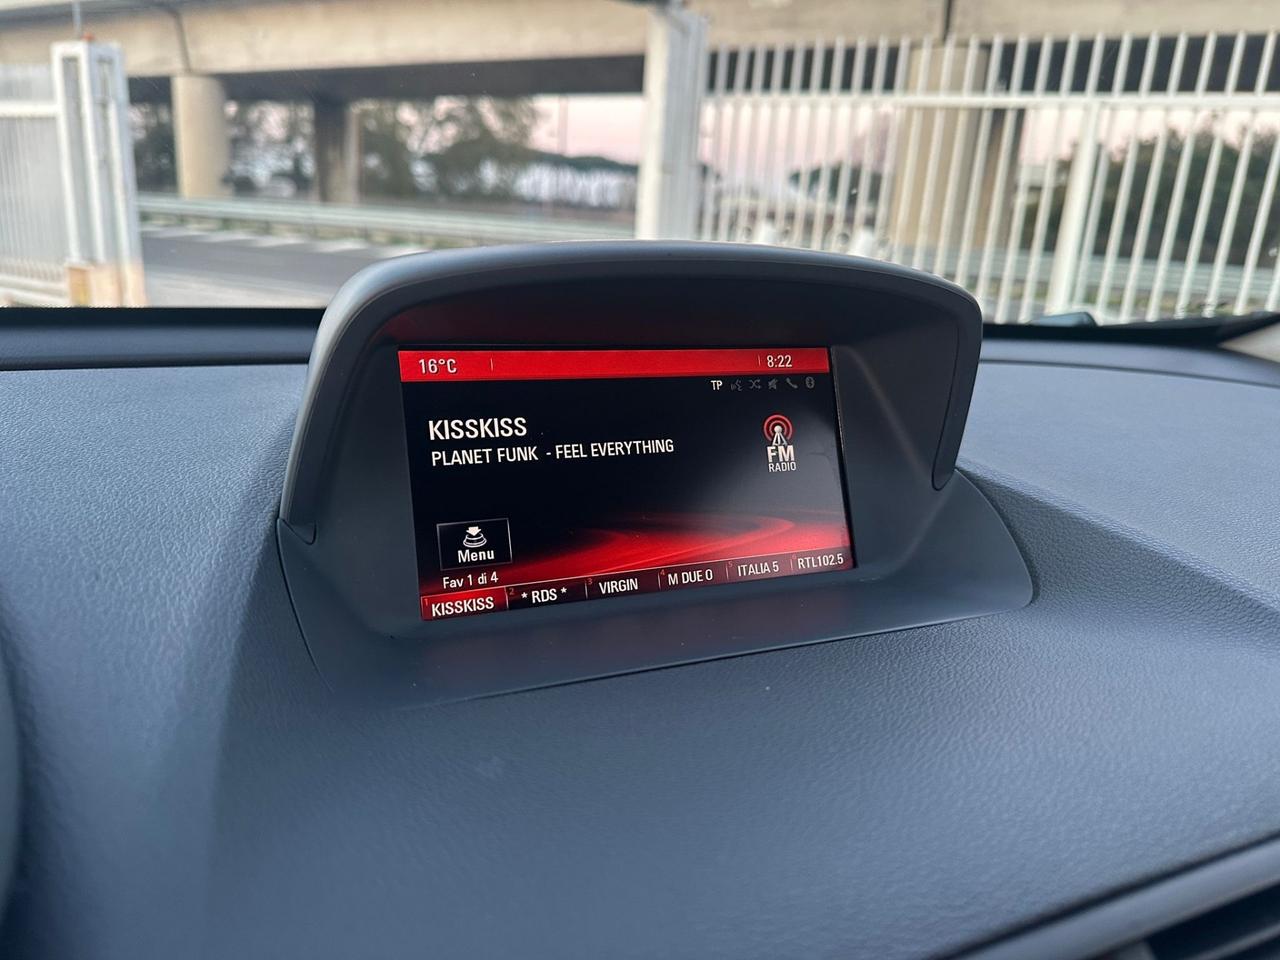 16°C 8:22
TP
KISSKISS
PLANET FUNK - FEEL EVERYTHING
FM
RADIO
Menu
Fav 1 di 4
1 KISSKISS 2 * RDS * 3 VIRGIN 4 M DUE O 5 ITALIA 5 6 RTL102.5